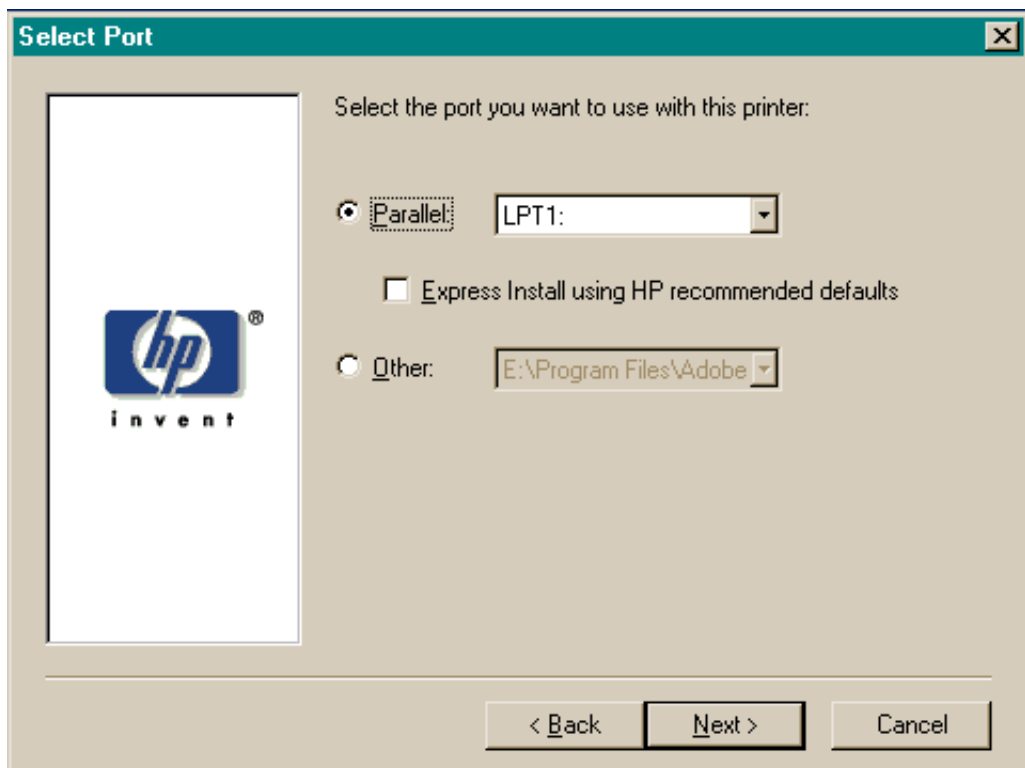 Select Port
Select the port you want to use with this printer:
Parallel: LPT1:
Express Install using HP recommended defaults
hp ®
invent
Other: E:\Program Files\Adobe
< Back Next > Cancel